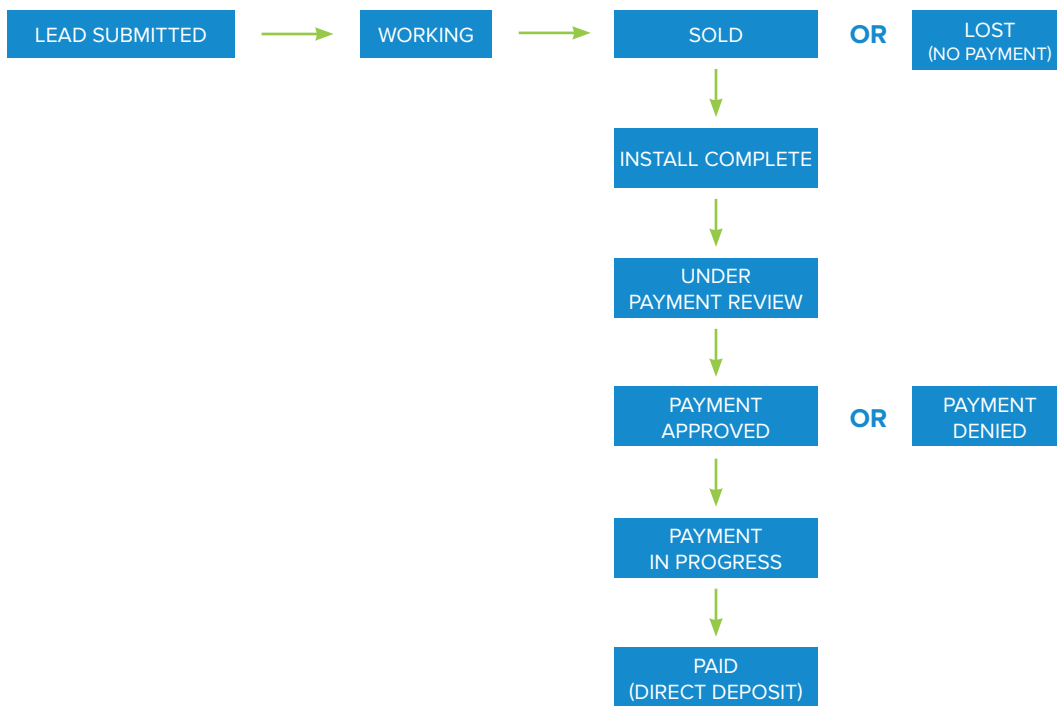 LEAD SUBMITTED
WORKING
SOLD
OR
LOST
(NO PAYMENT)
INSTALL COMPLETE
UNDER
PAYMENT REVIEW
PAYMENT
APPROVED
OR
PAYMENT
DENIED
PAYMENT
IN PROGRESS
PAID
(DIRECT DEPOSIT)